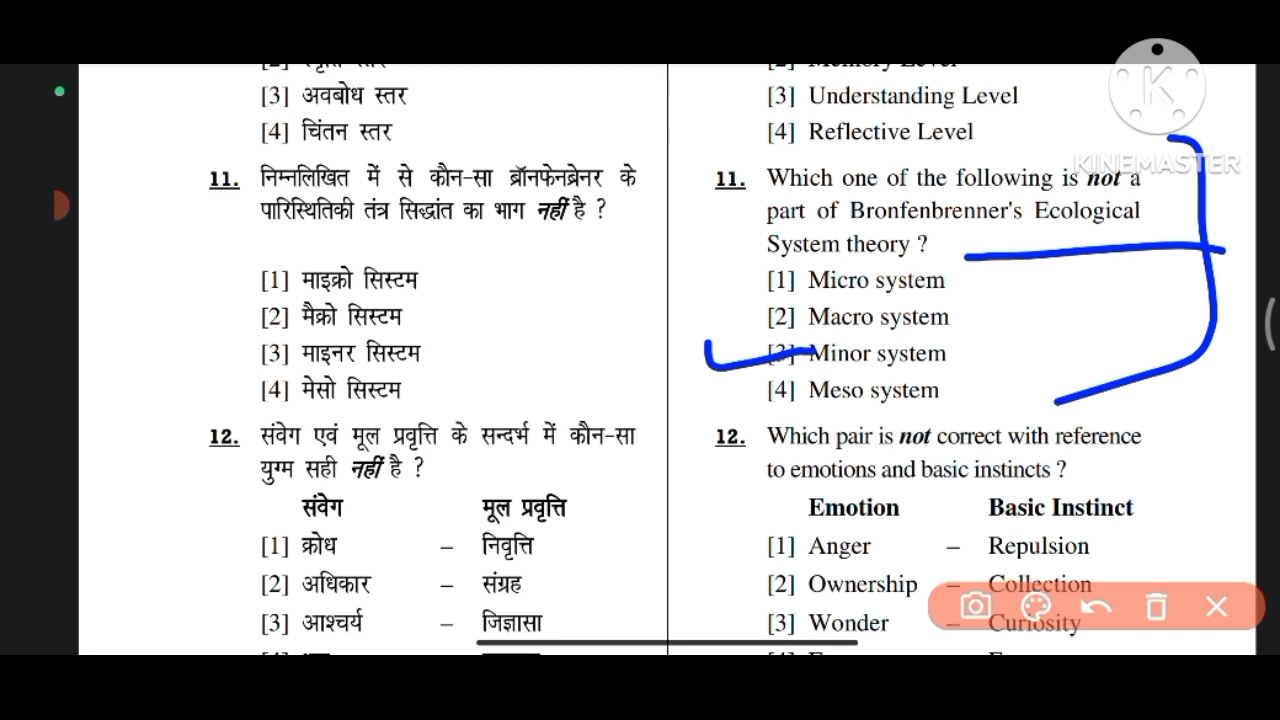 [3] अवबोध स्तर
[4] चिंतन स्तर
11. निम्नलिखित में से कौन-सा ब्रॉनफेनब्रेनर के
पारिस्थितिकी तंत्र सिद्धांत का भाग नहीं है ?
[1] माइक्रो सिस्टम
[2] मैक्रो सिस्टम
[3] माइनर सिस्टम
[4] मेसो सिस्टम
12. संवेग एवं मूल प्रवृत्ति के सन्दर्भ में कौन-सा
युग्म सही नहीं है ?
संवेग मूल प्रवृत्ति
[1] क्रोध – निवृत्ति
[2] अधिकार – संग्रह
[3] आश्चर्य – जिज्ञासा
[2] Memory Level
[3] Understanding Level
[4] Reflective Level
11. Which one of the following is not a
part of Bronfenbrenner's Ecological
System theory ?
[1] Micro system
[2] Macro system
[3] Minor system
[4] Meso system
12. Which pair is not correct with reference
to emotions and basic instincts ?
Emotion Basic Instinct
[1] Anger – Repulsion
[2] Ownership – Collection
[3] Wonder – Curiosity
K
KINEMASTER